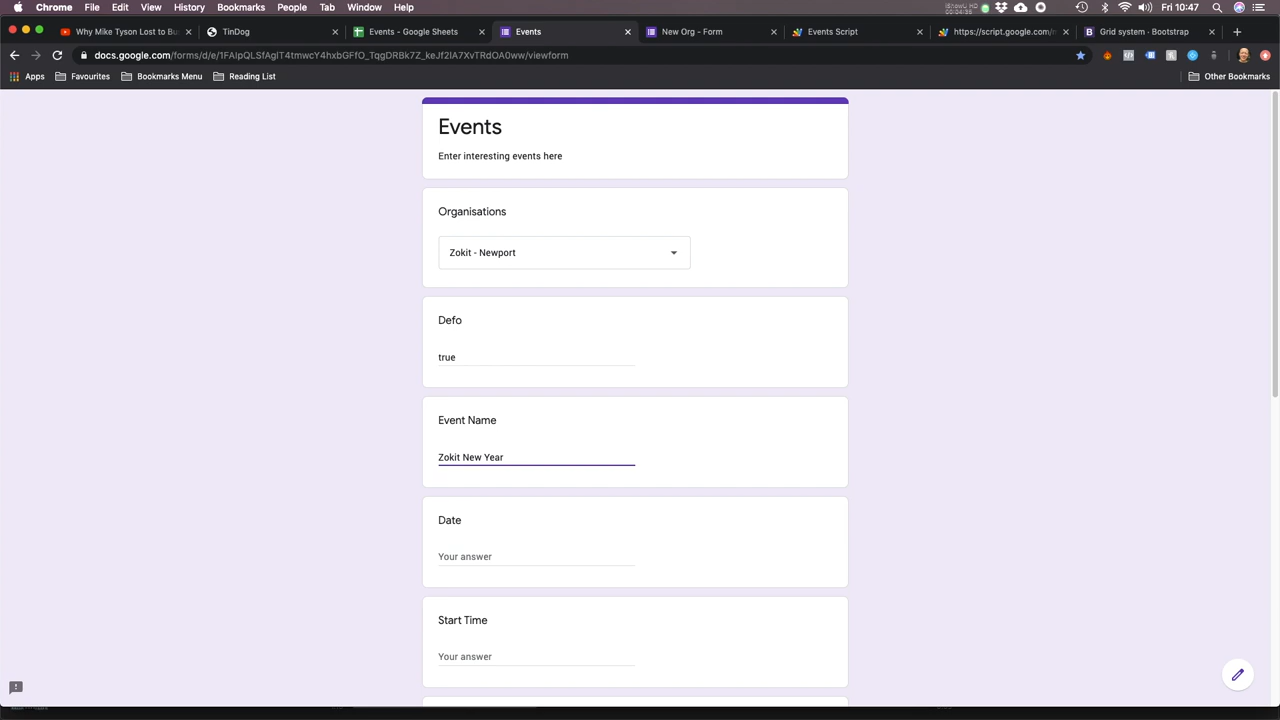 Chrome File Edit View History Bookmarks People Tab Window Help Fri 10:47
Why Mike Tyson Lost to Bu TinDog Events - Google Sheets Events New Org - Form Events Script https://script.google.com/m Grid system · Bootstrap
docs.google.com/forms/d/e/1FAIpQLSfAglT4tmwcY4hxbGFfO_TqgDRBk7Z_keJf2IA7XvTRdOA0ww/viewform
Apps Favourites Bookmarks Menu Reading List Other Bookmarks
Events
Enter interesting events here
Organisations
Zokit - Newport
Defo
true
Event Name
Zokit New Year
Date
Your answer
Start Time
Your answer